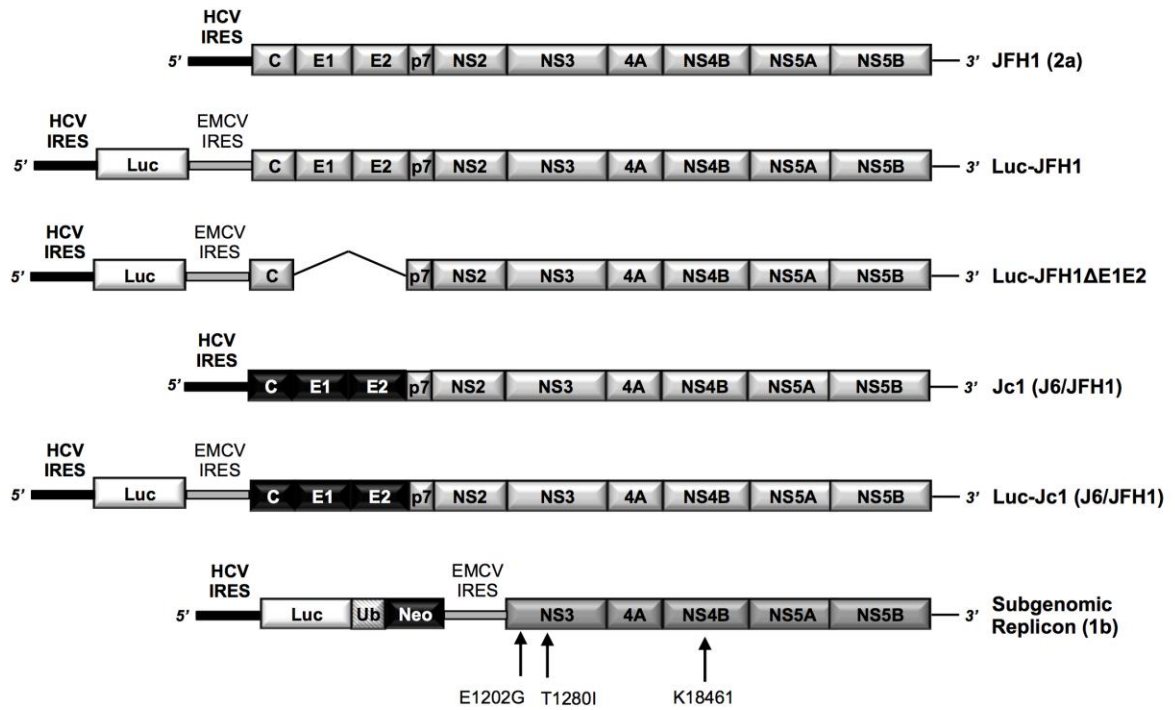 HCV
IRES
5' C E1 E2 p7 NS2 NS3 4A NS4B NS5A NS5B 3' JFH1 (2a)
HCV
IRES
EMCV
IRES
5' Luc C E1 E2 p7 NS2 NS3 4A NS4B NS5A NS5B 3' Luc-JFH1
HCV
IRES
EMCV
IRES
5' Luc C p7 NS2 NS3 4A NS4B NS5A NS5B 3' Luc-JFH1ΔE1E2
HCV
IRES
5' C E1 E2 p7 NS2 NS3 4A NS4B NS5A NS5B 3' Jc1 (J6/JFH1)
HCV
IRES
EMCV
IRES
5' Luc C E1 E2 p7 NS2 NS3 4A NS4B NS5A NS5B 3' Luc-Jc1 (J6/JFH1)
HCV
IRES
EMCV
IRES
5' Luc Ub Neo NS3 4A NS4B NS5A NS5B 3'
Subgenomic
Replicon (1b)
E1202G T1280I K1846I